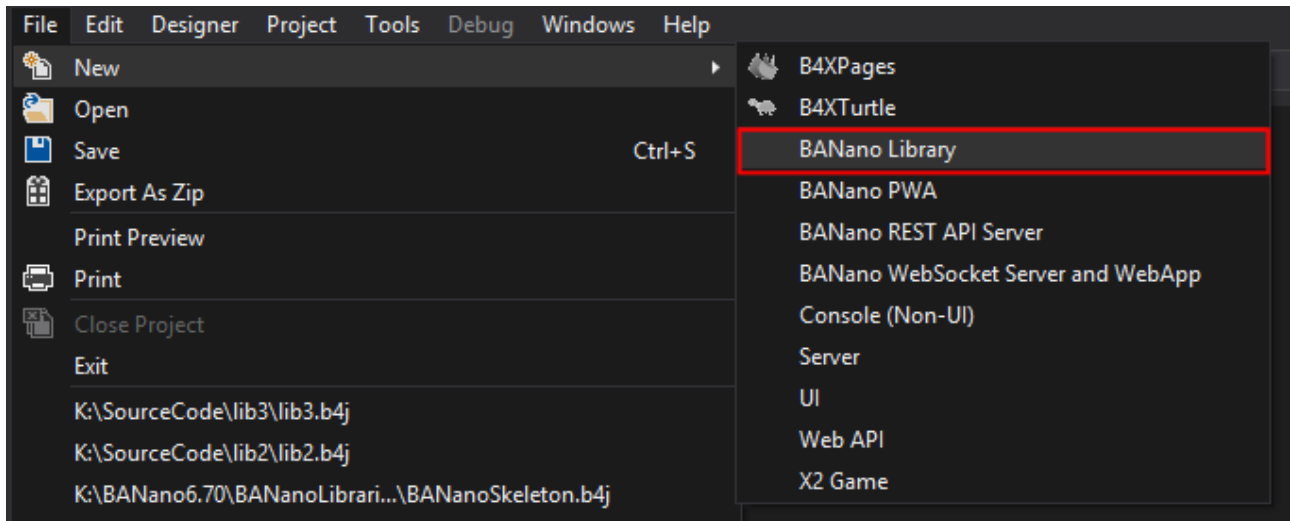 File Edit Designer Project Tools Debug Windows Help
New
Open
Save Ctrl+S
Export As Zip
Print Preview
Print
Close Project
Exit
K:\SourceCode\lib3\lib3.b4j
K:\SourceCode\lib2\lib2.b4j
K:\BANano6.70\BANanoLibrari...\BANanoSkeleton.b4j
B4XPages
B4XTurtle
BANano Library
BANano PWA
BANano REST API Server
BANano WebSocket Server and WebApp
Console (Non-UI)
Server
UI
Web API
X2 Game